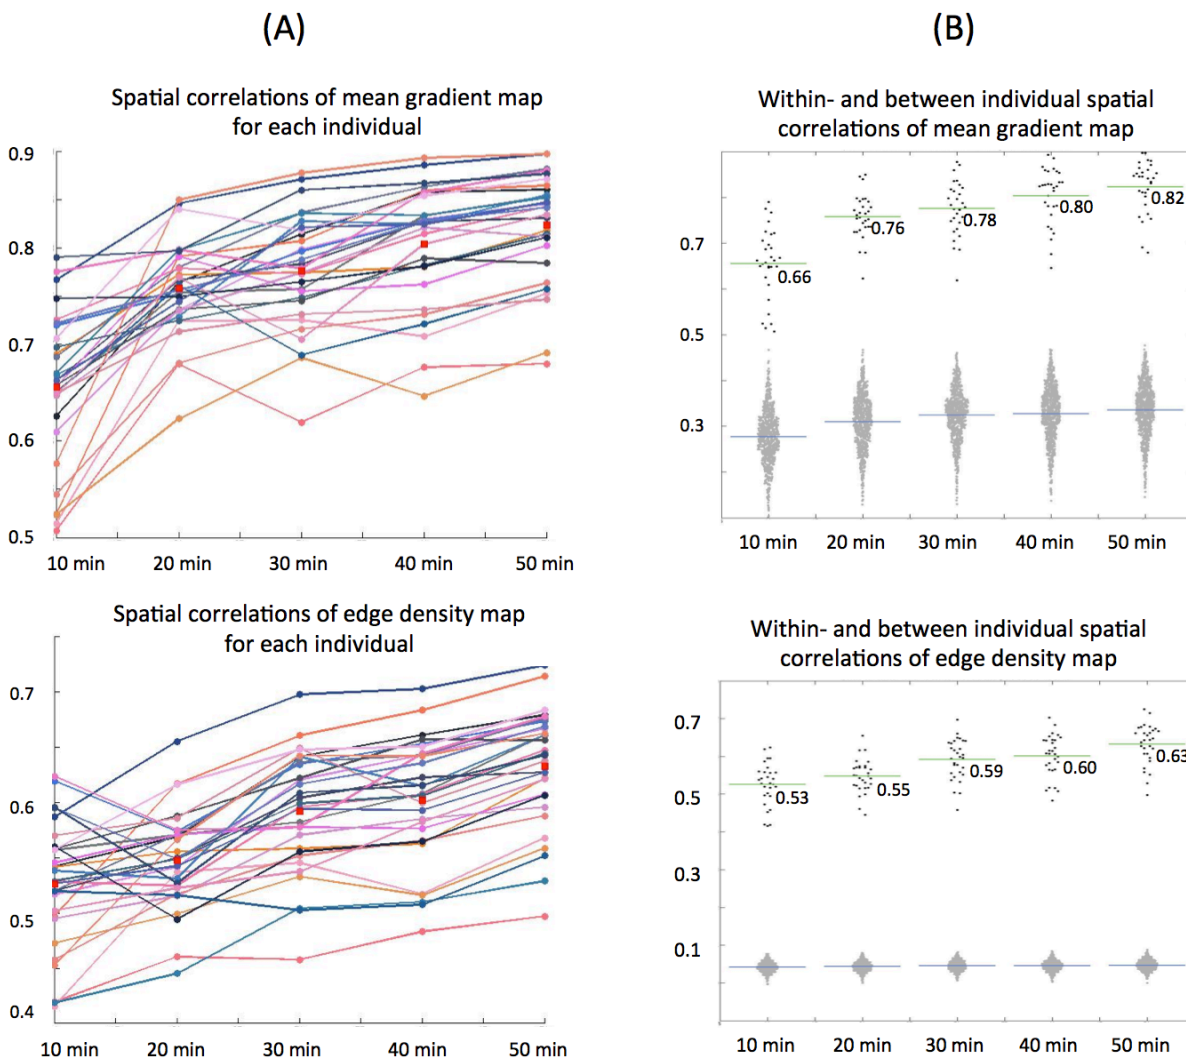 (A)
(B)
Spatial correlations of mean gradient map
for each individual
0.9
0.8
0.7
0.6
0.5
10 min 20 min 30 min 40 min 50 min
Within- and between individual spatial
correlations of mean gradient map
0.7
0.5
0.3
0.66
0.76
0.78
0.80
0.82
10 min 20 min 30 min 40 min 50 min
Spatial correlations of edge density map
for each individual
0.7
0.6
0.5
0.4
10 min 20 min 30 min 40 min 50 min
Within- and between individual spatial
correlations of edge density map
0.7
0.5
0.3
0.1
0.53
0.55
0.59
0.60
0.63
10 min 20 min 30 min 40 min 50 min